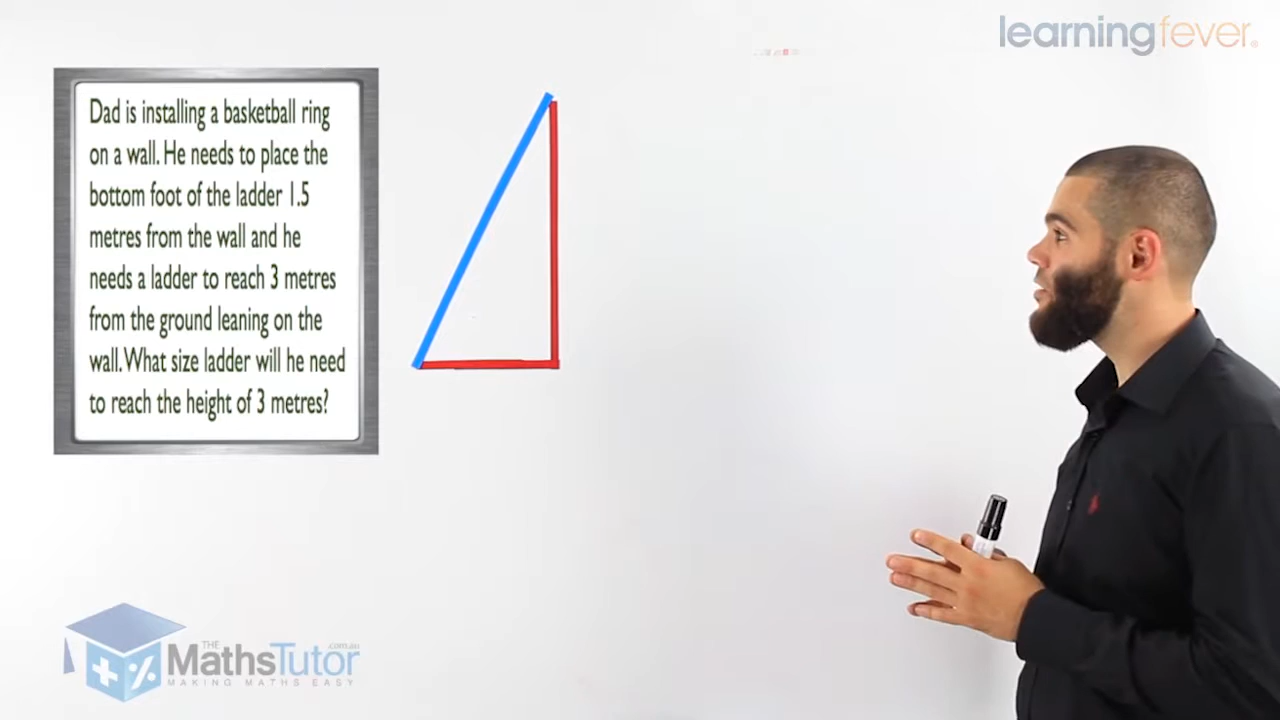 learningfever.
Dad is installing a basketball ring
on a wall. He needs to place the
bottom foot of the ladder 1.5
metres from the wall and he
needs a ladder to reach 3 metres
from the ground leaning on the
wall. What size ladder will he need
to reach the height of 3 metres?
THE
MathsTutor
.com.au
MAKING MATHS EASY